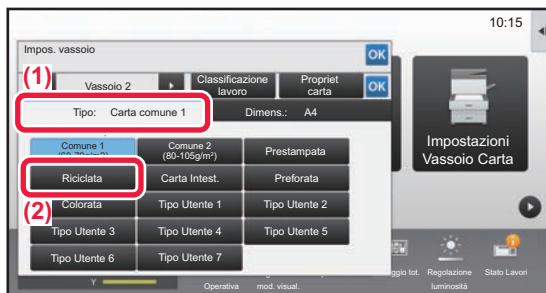 10:15
Impos. vassoio
OK
(1)
Vassoio 2
Classificazione
lavoro
Propriet
carta
OK
Tipo: Carta comune 1
Dimens.: A4
Comune 1
Comune 2
(80-105g/m²)
Prestampata
Riciclata
Carta Intest.
Preforata
(2)
Colorata
Tipo Utente 1
Tipo Utente 2
Tipo Utente 3
Tipo Utente 4
Tipo Utente 5
Tipo Utente 6
Tipo Utente 7
Impostazioni
Vassoio Carta
Y
Operativa
mod. visual.
ggio tot.
Regolazione
luminosità
Stato Lavori